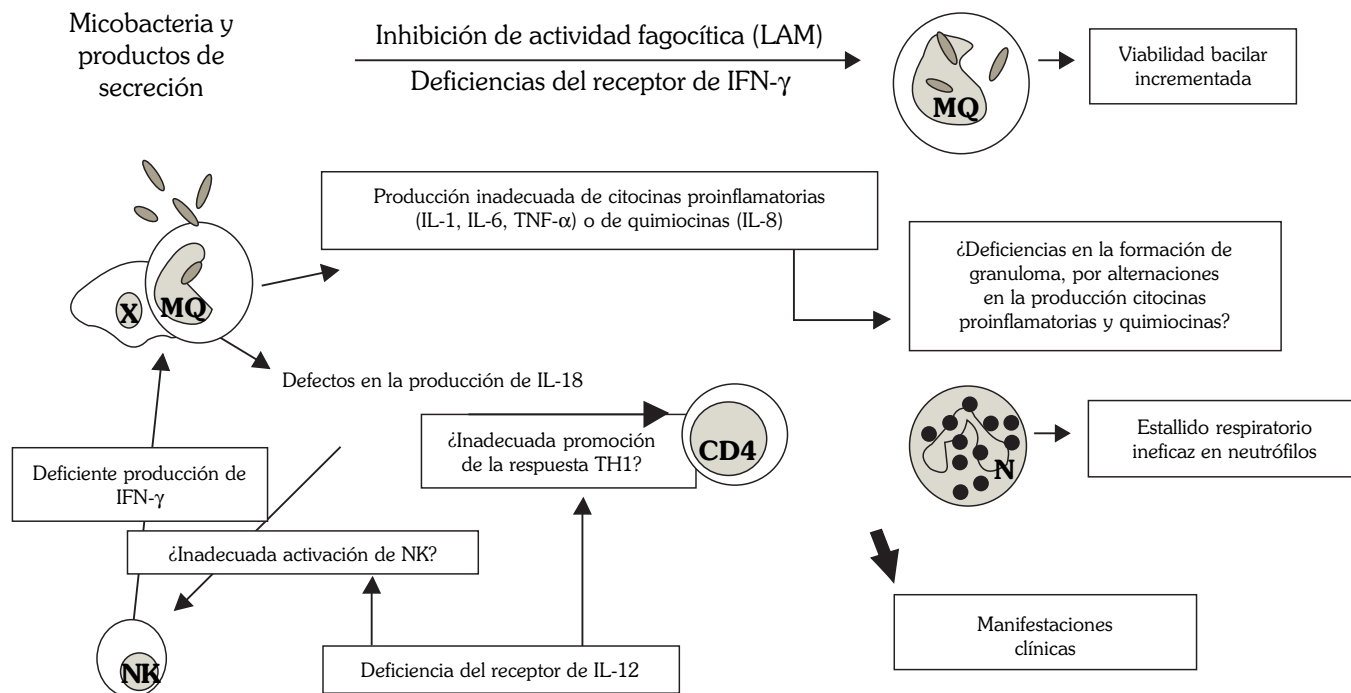 Micobacteria y
productos de
secreción
Inhibición de actividad fagocítica (LAM)
Deficiencias del receptor de IFN-γ
MQ
Viabilidad bacilar
incrementada
Producción inadecuada de citocinas proinflamatorias
(IL-1, IL-6, TNF-α) o de quimiocinas (IL-8)
¿Deficiencias en la formación de
granuloma, por alternaciones
en la producción citocinas
proinflamatorias y quimiocinas?
X
MQ
Defectos en la producción de IL-18
¿Inadecuada promoción
de la respuesta TH1?
CD4
N
Estallido respiratorio
ineficaz en neutrófilos
Deficiente producción de
IFN-γ
¿Inadecuada activación de NK?
NK
Deficiencia del receptor de IL-12
Manifestaciones
clínicas